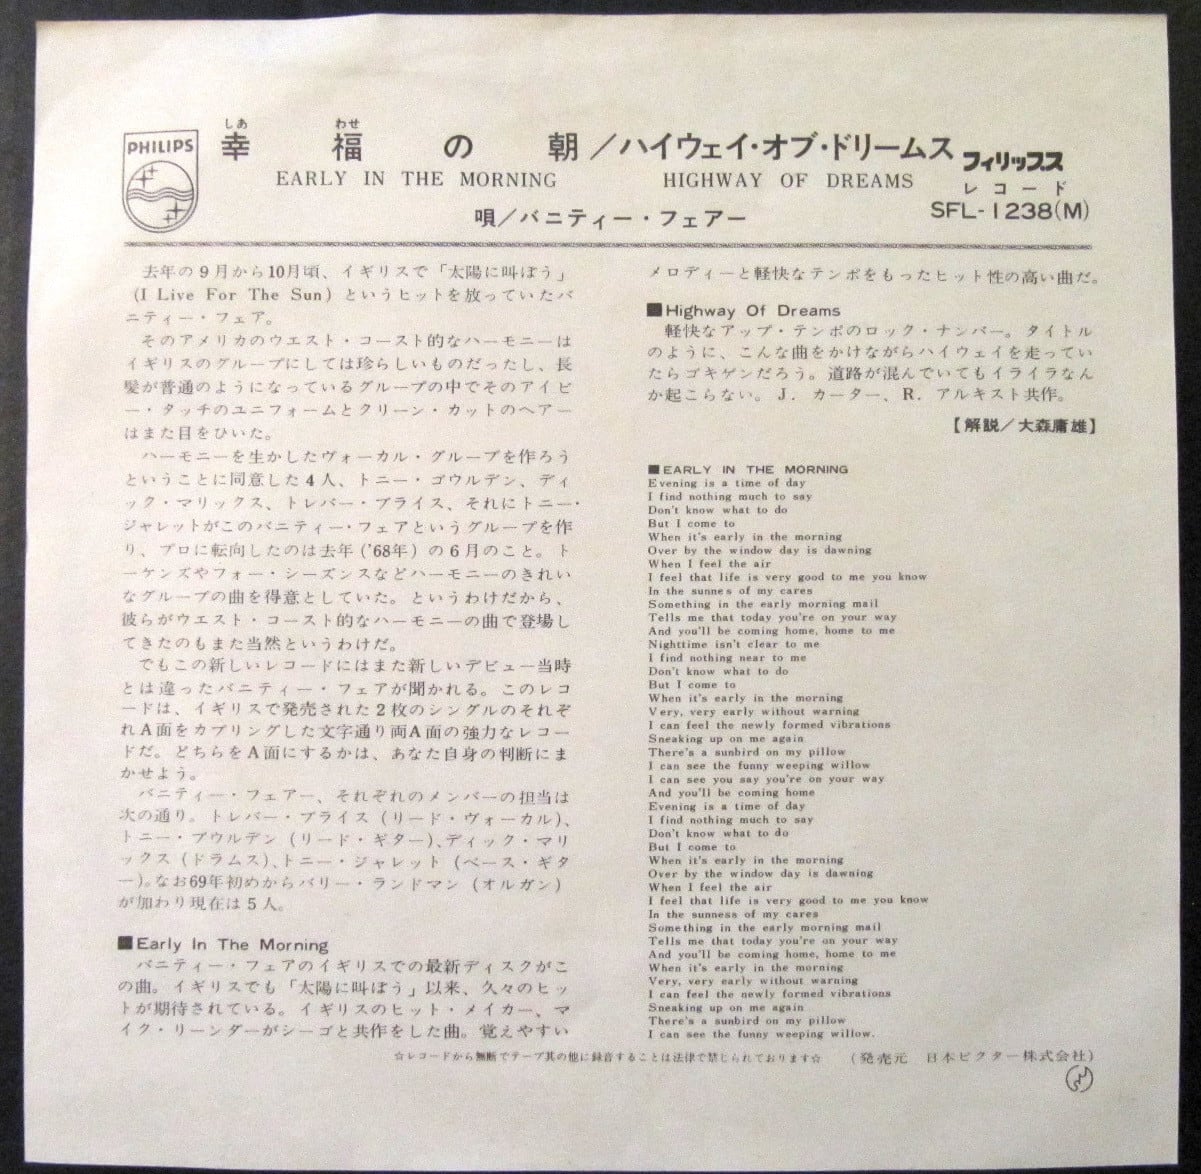 PHILIPS
しあ わせ
幸福の朝／ハイウェイ・オブ・ドリームス
EARLY IN THE MORNING HIGHWAY OF DREAMS
唄／バニティー・フェアー
フィリップス
レコード
SFL-1238(M)
去年の9月から10月頃、イギリスで「太陽に叫ぼう」
(I Live For The Sun) というヒットを放っていたバ
ニティー・フェア。
そのアメリカのウエスト・コースト的なハーモニーは
イギリスのグループにしては珍らしいものだったし、長
髪が普通のようになっているグループの中でそのアイビ
ー・タッチのユニフォームとクリーン・カットのヘアー
はまた目をひいた。
ハーモニーを生かしたヴォーカル・グループを作ろう
ということに同意した4人、トニー・ゴウルデン、ディ
ック・マリックス、トレバー・ブライス、それにトニー・
ジャレットがこのバニティー・フェアというグループを作
り、プロに転向したのは去年('68年) の6月のこと。ト
ーケンズやフォー・シーズンスなどハーモニーのきれい
なグループの曲を得意としていた。というわけだから、
彼らがウエスト・コースト的なハーモニーの曲で登場し
てきたのもまた当然というわけだ。
でもこの新しいレコードにはまた新しいデビュー当時
とは違ったバニティー・フェアが聞かれる。このレコ
ードは、イギリスで発売された2枚のシングルのそれぞ
れA面をカプリングした文字通り両A面の強力なレコー
ドだ。どちらをA面にするかは、あなた自身の判断にま
かせよう。
バニティー・フェアー、それぞれのメンバーの担当は
次の通り。トレバー・ブライス (リード・ヴォーカル)、
トニー・ブウルデン (リード・ギター)、ディック・マリ
ックス (ドラムス)、トニー・ジャレット (ベース・ギタ
ー)。なお69年初めからバリー・ランドマン (オルガン)
が加わり現在は5人。
■Early In The Morning
バニティー・フェアのイギリスでの最新ディスクがこ
の曲。イギリスでも「太陽に叫ぼう」以来、久々のヒッ
トが期待されている。イギリスのヒット・メイカー、マ
イク・リーンダーがシーゴと共作をした曲。覚えやすい
メロディーと軽快なテンポをもったヒット性の高い曲だ。
■Highway Of Dreams
軽快なアップ・テンポのロック・ナンバー。タイトル
のように、こんな曲をかけながらハイウェイを走ってい
たらゴキゲンだろう。道路が混んでいてもイライラなん
か起こらない。J．カーター、R．アルキスト共作。
【解説／大森庸雄】
■EARLY IN THE MORNING
Evening is a time of day
I find nothing much to say
Don't know what to do
But I come to
When it's early in the morning
Over by the window day is dawning
When I feel the air
I feel that life is very good to me you know
In the sunnes of my cares
Something in the early morning mail
Tells me that today you're on your way
And you'll be coming home, home to me
Nighttime isn't clear to me
I find nothing near to me
Don't know what to do
But I come to
When it's early in the morning
Very, very early without warning
I can feel the newly formed vibrations
Sneaking up on me again
There's a sunbird on my pillow
I can see the funny weeping willow
I can see you say you're on your way
And you'll be coming home
Evening is a time of day
I find nothing much to say
Don't know what to do
But I come to
When it's early in the morning
Over by the window day is dawning
When I feel the air
I feel that life is very good to me you know
In the sunness of my cares
Something in the early morning mail
Tells me that today you're on your way
And you'll be coming home, home to me
When it's early in the morning
Very, very early without warning
I can feel the newly formed vibrations
Sneaking up on me again
There's a sunbird on my pillow
I can see the funny weeping willow.
☆レコードから無断でテープ其の他に録音することは法律で禁じられております☆ (発売元 日本ビクター株式会社)